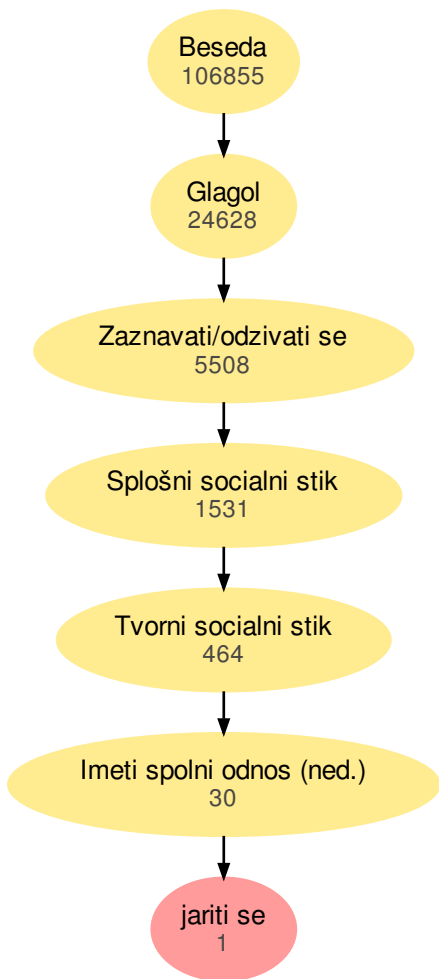 Beseda
106855
Glagol
24628
Zaznavati/odzivati se
5508
Splošni socialni stik
1531
Tvorni socialni stik
464
Imeti spolni odnos (ned.)
30
jariti se
1